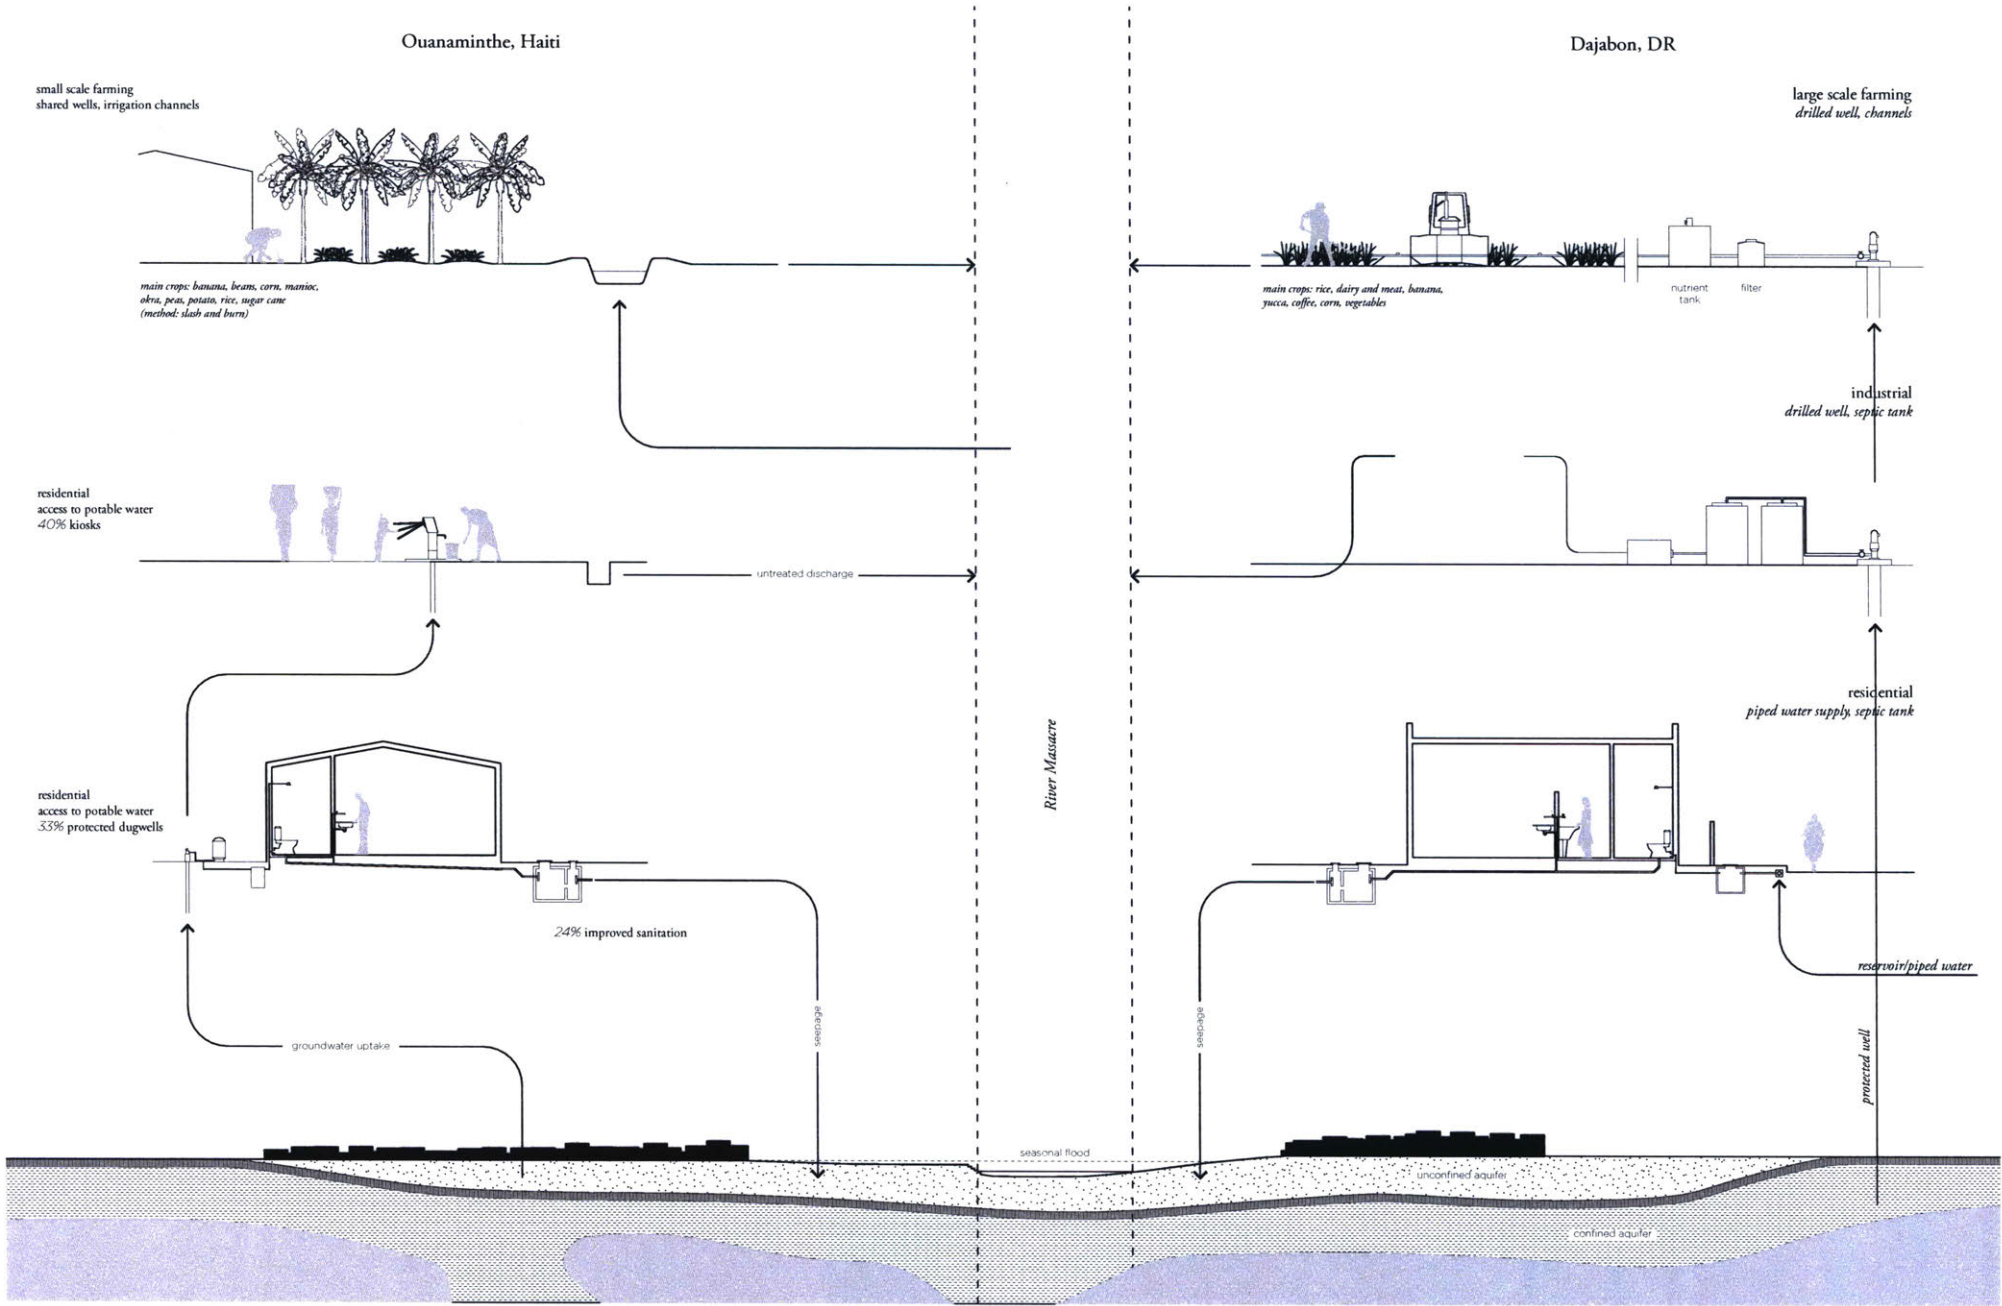 Ouanaminthe, Haiti
Dajabon, DR
small scale farming
shared wells, irrigation channels
large scale farming
drilled well, channels
main crops: banana, beans, corn, manioc,
okra, peas, potato, rice, sugar cane
(method: slash and burn)
main crops: rice, dairy and meat, banana,
yucca, coffee, corn, vegetables
nutrient
tank
filter
industrial
drilled well, septic tank
residential
access to potable water
40% kiosks
untreated discharge
residential
piped water supply, septic tank
River Massacre
residential
access to potable water
33% protected dugwells
24% improved sanitation
reservoir/piped water
seepage
seepage
groundwater uptake
protected well
seasonal flood
unconfined aquifer
confined aquifer